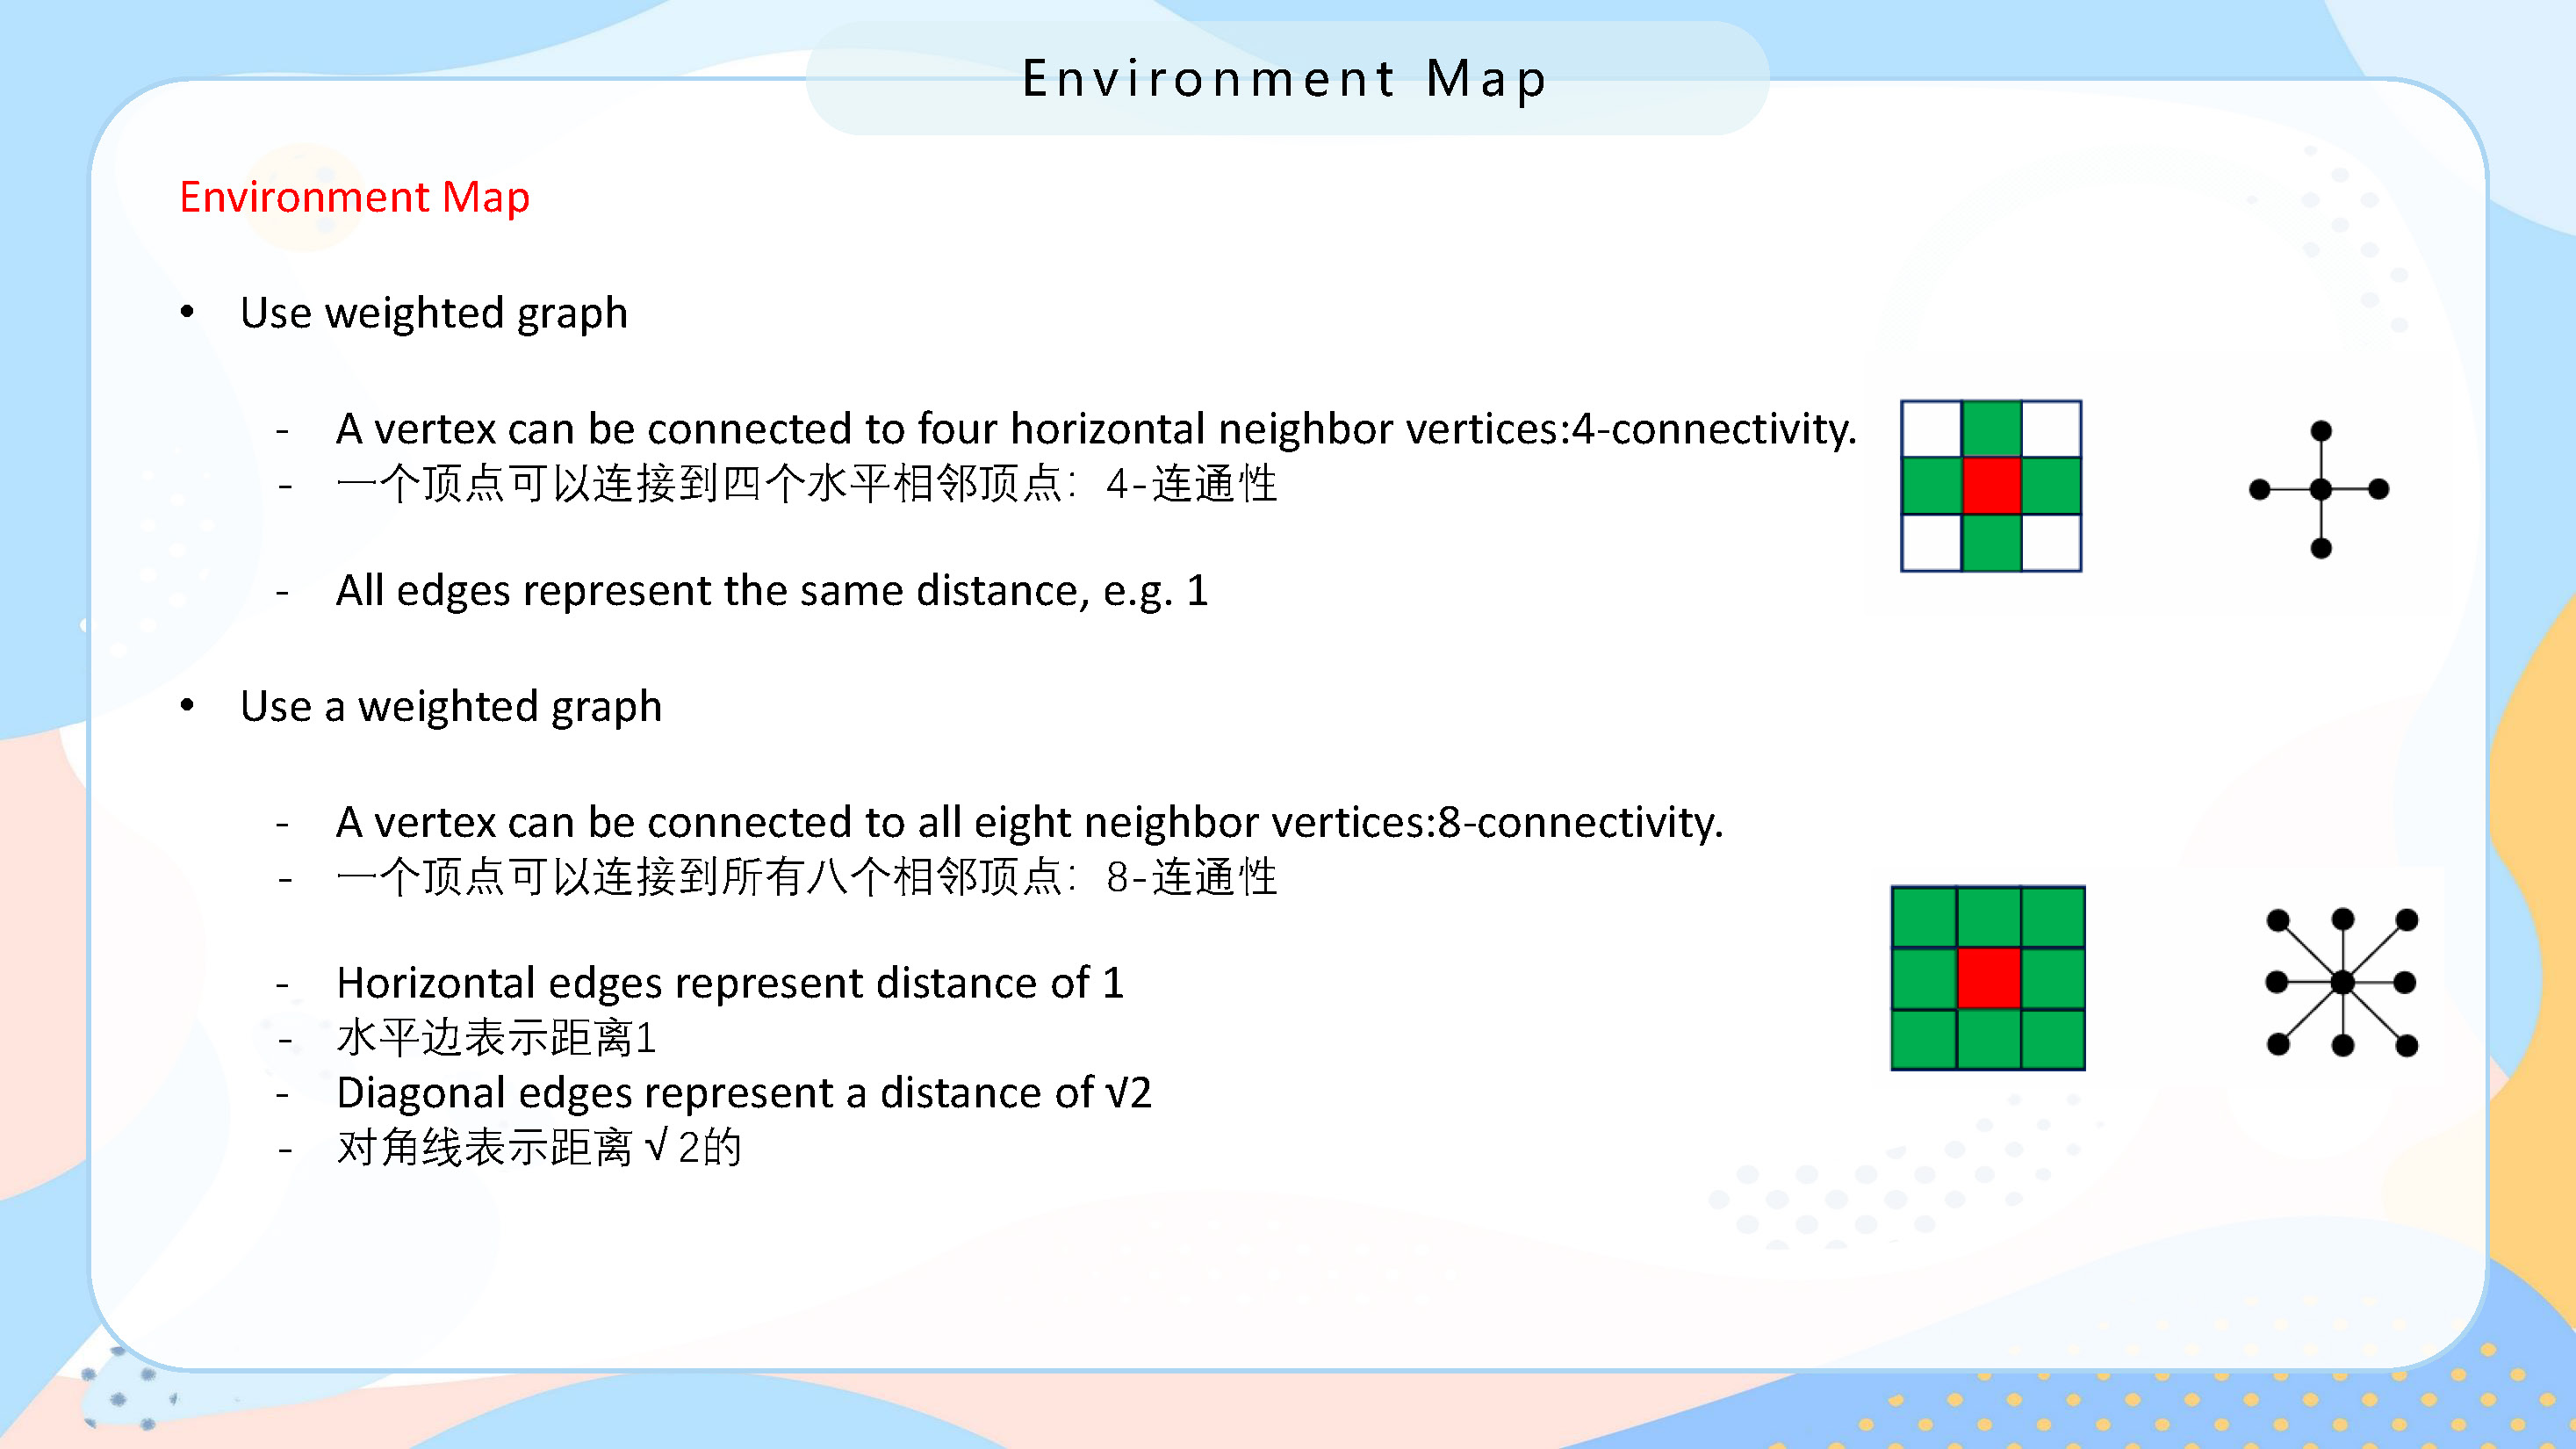 Environment Map
Environment Map
• Use weighted graph
- A vertex can be connected to four horizontal neighbor vertices:4-connectivity.
- 一个顶点可以连接到四个水平相邻顶点：4-连通性
- All edges represent the same distance, e.g. 1
• Use a weighted graph
- A vertex can be connected to all eight neighbor vertices:8-connectivity.
- 一个顶点可以连接到所有八个相邻顶点：8-连通性
- Horizontal edges represent distance of 1
- 水平边表示距离1
- Diagonal edges represent a distance of √2
- 对角线表示距离 √ 2的